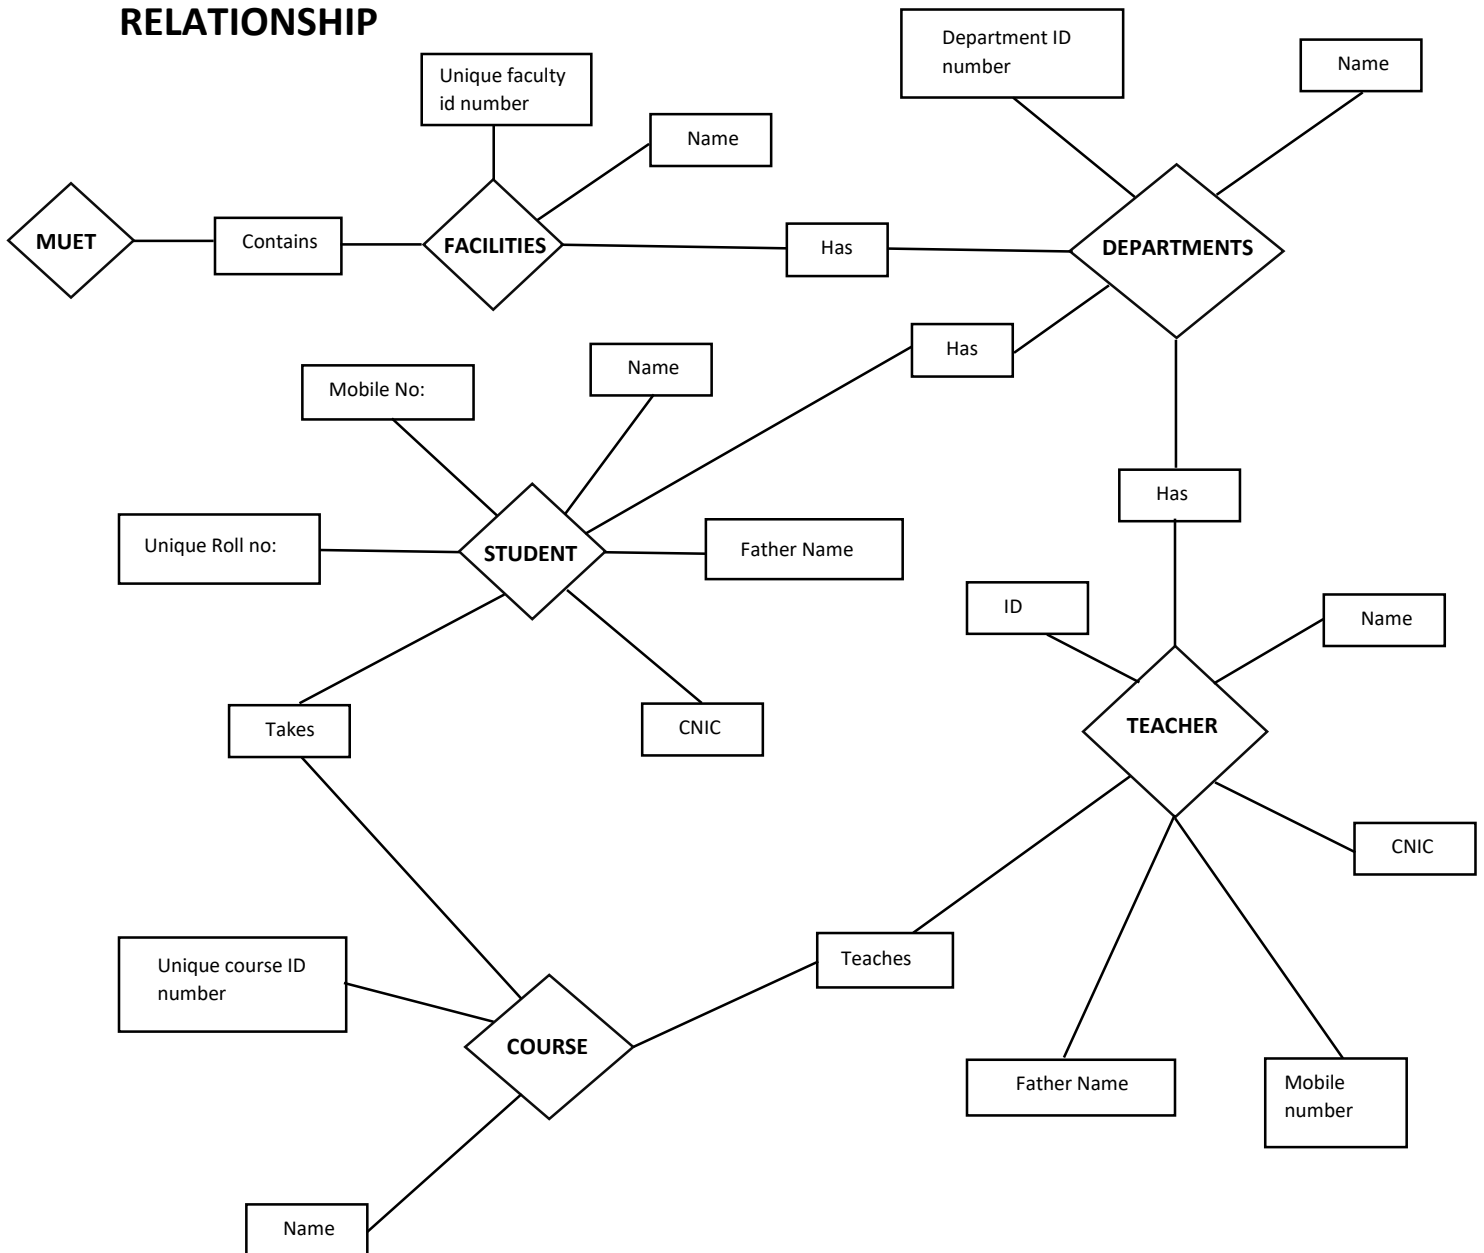 RELATIONSHIP
Department ID
number
Name
Unique faculty
id number
Name
MUET
Contains
FACILITIES
Has
DEPARTMENTS
Has
Name
Mobile No:
Has
Unique Roll no:
STUDENT
Father Name
ID
Name
Takes
CNIC
TEACHER
CNIC
Teaches
Unique course ID
number
COURSE
Father Name
Mobile
number
Name